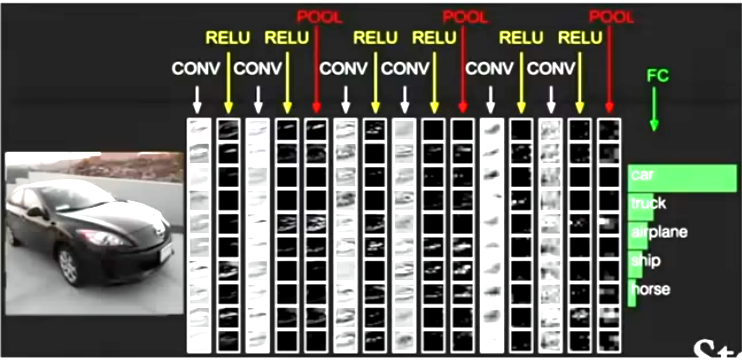 POOL POOL POOL
RELU RELU RELU RELU RELU RELU
CONV CONV CONV CONV CONV CONV
FC
car
truck
airplane
ship
horse
St